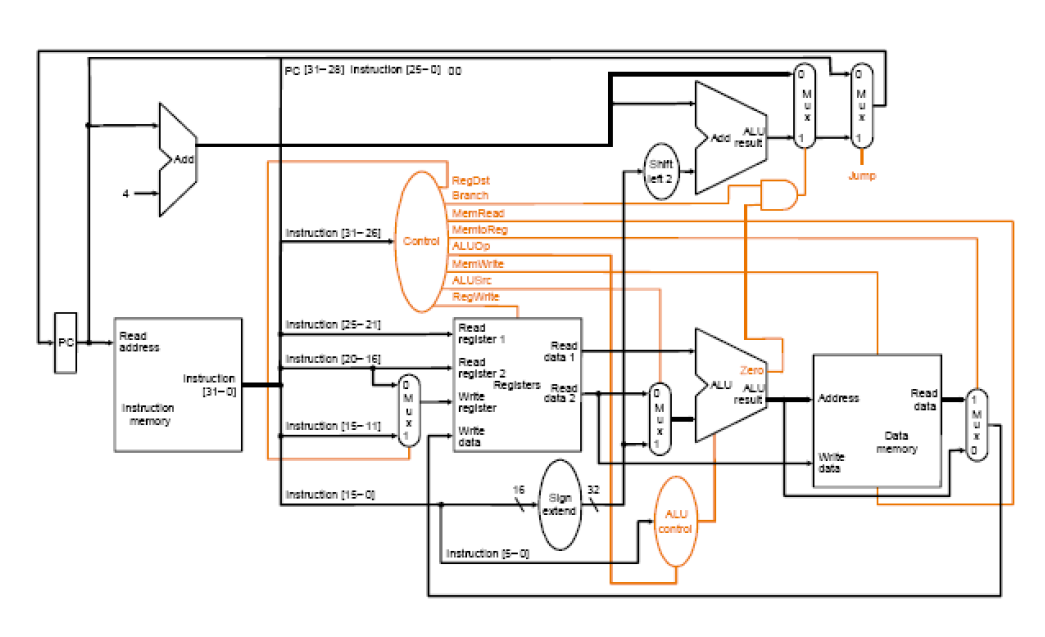 PC [31–28] Instruction [25–0] 00
0
M
u
x
1
0
M
u
x
1
Add
4
Add
ALU
result
Shift
left 2
Jump
RegDst
Branch
MemRead
MemtoReg
ALUOp
MemWrite
ALUSrc
RegWrite
Control
Instruction [31–26]
Instruction [25–21]
Instruction [20–16]
Instruction [15–11]
Instruction [15–0]
Instruction [5–0]
PC
Read
address
Instruction
[31–0]
Instruction
memory
0
M
u
x
1
Read
register 1
Read
register 2
Registers
Write
register
Write
data
Read
data 1
Read
data 2
0
M
u
x
1
Zero
ALU
ALU
result
Address
Read
data
Data
memory
Write
data
1
M
u
x
0
16
Sign
extend
32
ALU
control